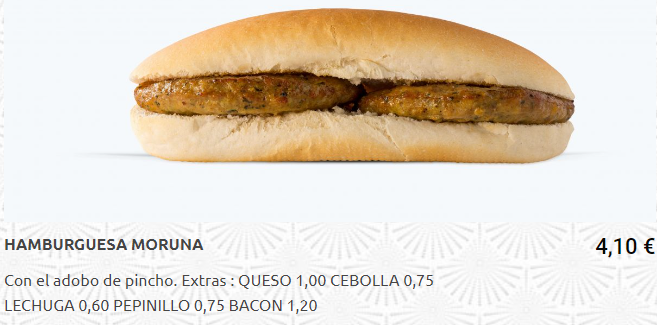 HAMBURGUESA MORUNA 4,10 €
Con el adobo de pincho. Extras : QUESO 1,00 CEBOLLA 0,75
LECHUGA 0,60 PEPINILLO 0,75 BACON 1,20